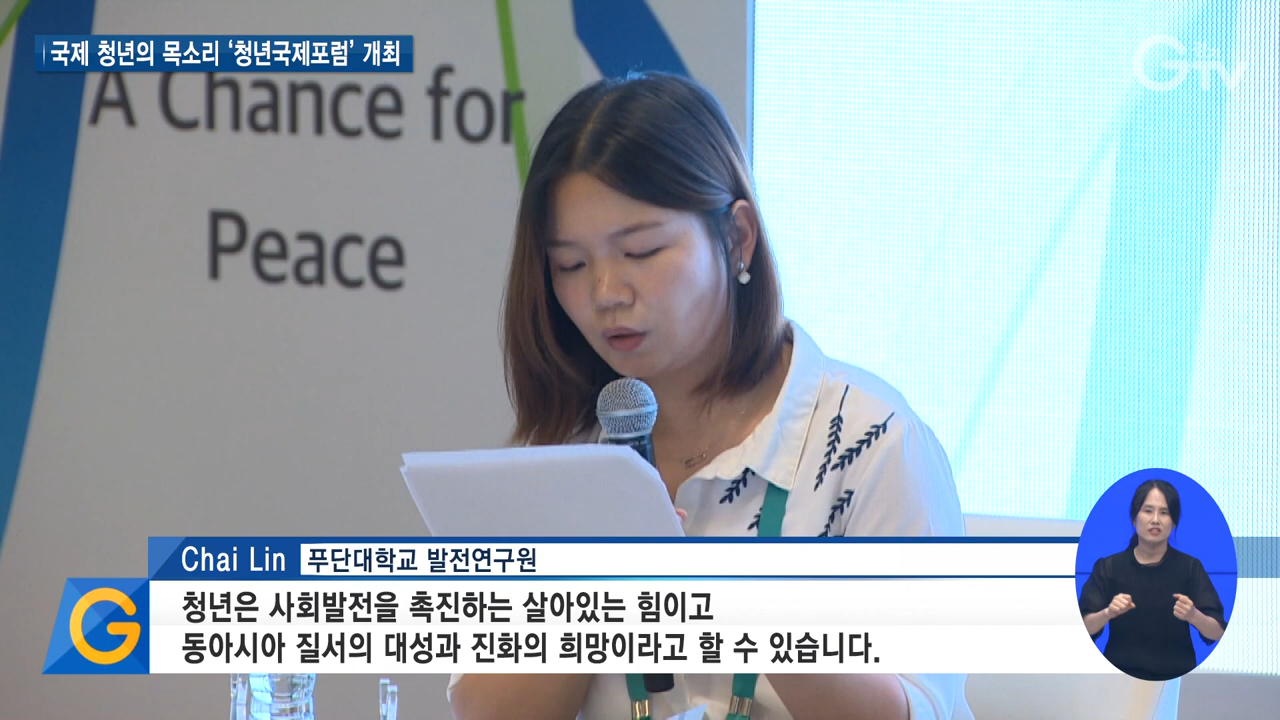 국제 청년의 목소리 ‘청년국제포럼’ 개최
GTV
A Chance for
Peace
Chai Lin 푸단대학교 발전연구원
G
청년은 사회발전을 촉진하는 살아있는 힘이고
동아시아 질서의 대성과 진화의 희망이라고 할 수 있습니다.